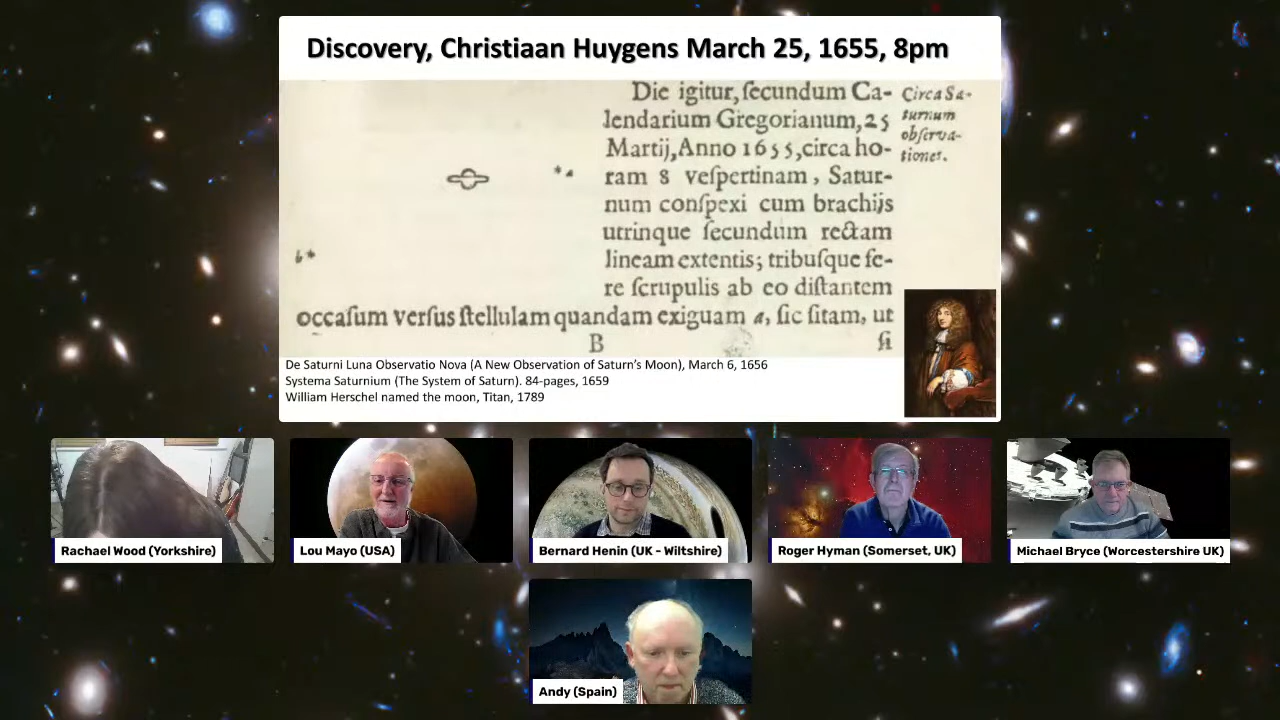 Discovery, Christiaan Huygens March 25, 1655, 8pm
Die igitur, ſecundum Ca-
lendarium Gregorianum, 25
Martij, Anno 1655, circa ho-
ram 8 veſpertinam, Satur-
num conſpexi cum brachijs
utrinque ſecundum rectam
lineam extentis; tribuſque ſe-
re ſcrupulis ab eo diſtantem
occaſum verſus ſtellulam quandam exiguam a, ſic ſitam, ut
B
ſi
Circa Sa-
turnum
obſerva-
tiones.
* a
b *
De Saturni Luna Observatio Nova (A New Observation of Saturn's Moon), March 6, 1656
Systema Saturnium (The System of Saturn). 84-pages, 1659
William Herschel named the moon, Titan, 1789
Rachael Wood (Yorkshire)
Lou Mayo (USA)
Bernard Henin (UK - Wiltshire)
Roger Hyman (Somerset, UK)
Michael Bryce (Worcestershire UK)
Andy (Spain)